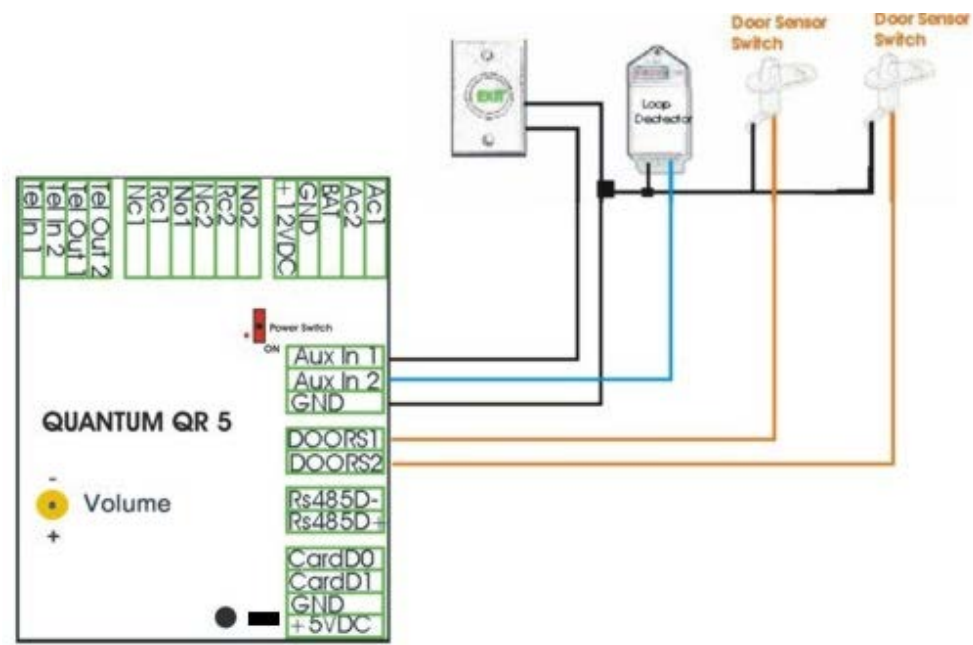 Door Sensor
Switch
Door Sensor
Switch
EXIT
Loop
Dectector
Tel In 1
Tel In 2
Tel Out 1
Tel Out 2
Nc1
Rc1
No1
Nc2
Rc2
No2
+12VDC
GND
BAT
Ac2
Ac1
Power Switch
ON
Aux In 1
Aux In 2
GND
QUANTUM QR 5
DOORS1
DOORS2
-
Volume
+
Rs485D-
Rs485D+
CardD0
CardD1
GND
+5VDC